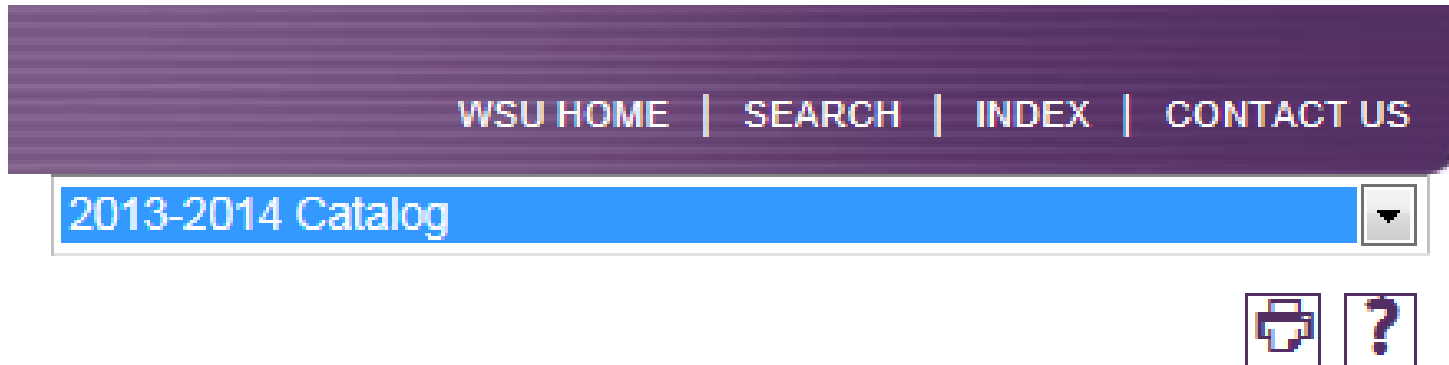 WSU HOME | SEARCH | INDEX | CONTACT US
2013-2014 Catalog
?